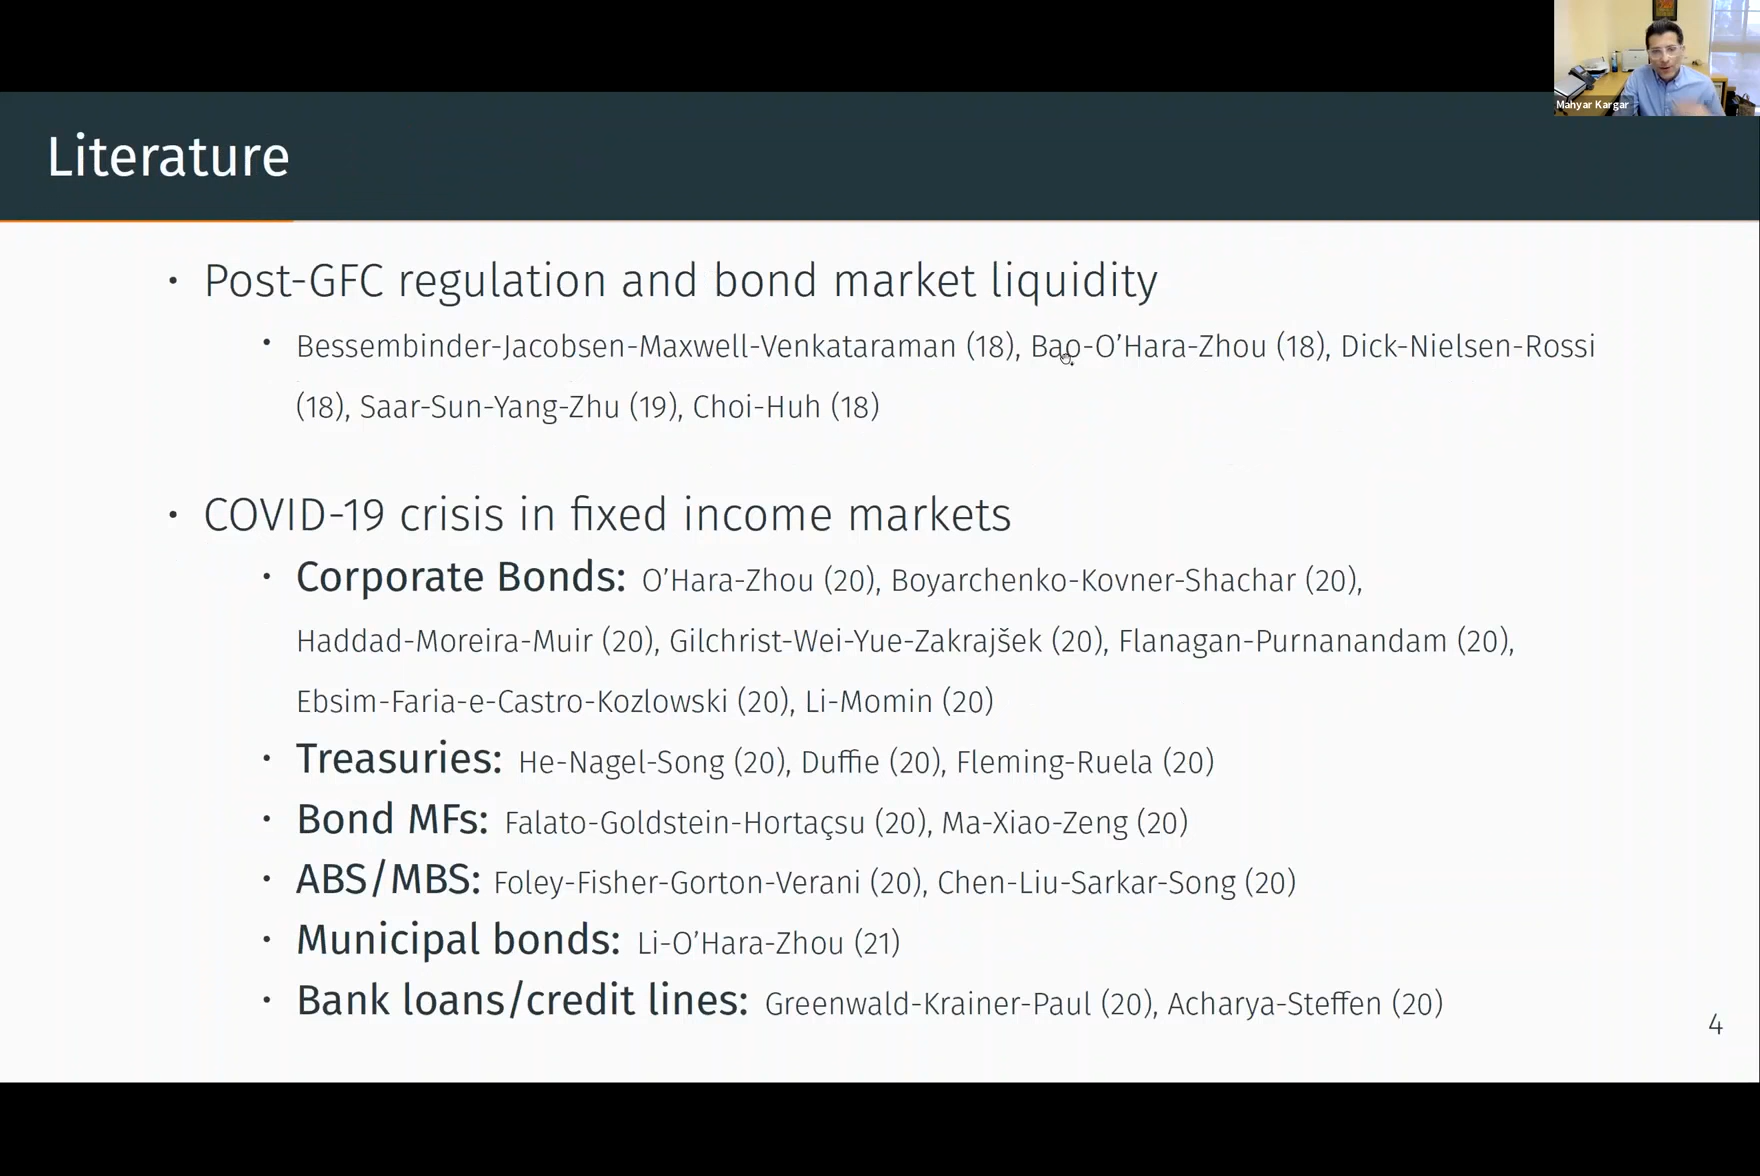 Mahyar Kargar
Literature
• Post-GFC regulation and bond market liquidity
• Bessembinder-Jacobsen-Maxwell-Venkataraman (18), Bao-O’Hara-Zhou (18), Dick-Nielsen-Rossi
(18), Saar-Sun-Yang-Zhu (19), Choi-Huh (18)
• COVID-19 crisis in fixed income markets
• Corporate Bonds: O’Hara-Zhou (20), Boyarchenko-Kovner-Shachar (20),
Haddad-Moreira-Muir (20), Gilchrist-Wei-Yue-Zakrajšek (20), Flanagan-Purnanandam (20),
Ebsim-Faria-e-Castro-Kozlowski (20), Li-Momin (20)
• Treasuries: He-Nagel-Song (20), Duffie (20), Fleming-Ruela (20)
• Bond MFs: Falato-Goldstein-Hortaçsu (20), Ma-Xiao-Zeng (20)
• ABS/MBS: Foley-Fisher-Gorton-Verani (20), Chen-Liu-Sarkar-Song (20)
• Municipal bonds: Li-O’Hara-Zhou (21)
• Bank loans/credit lines: Greenwald-Krainer-Paul (20), Acharya-Steffen (20)
4